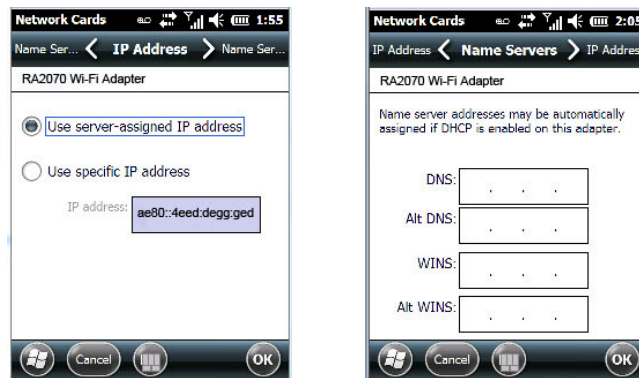 Network Cards 1:55
Name Ser... IP Address Name Ser...
RA2070 Wi-Fi Adapter
Use server-assigned IP address
Use specific IP address
IP address: ae80::4eed:degg:ged
Cancel OK
Network Cards 2:05
IP Address Name Servers IP Addres
RA2070 Wi-Fi Adapter
Name server addresses may be automatically
assigned if DHCP is enabled on this adapter.
DNS: . . .
Alt DNS: . . .
WINS: . . .
Alt WINS: . . .
Cancel OK